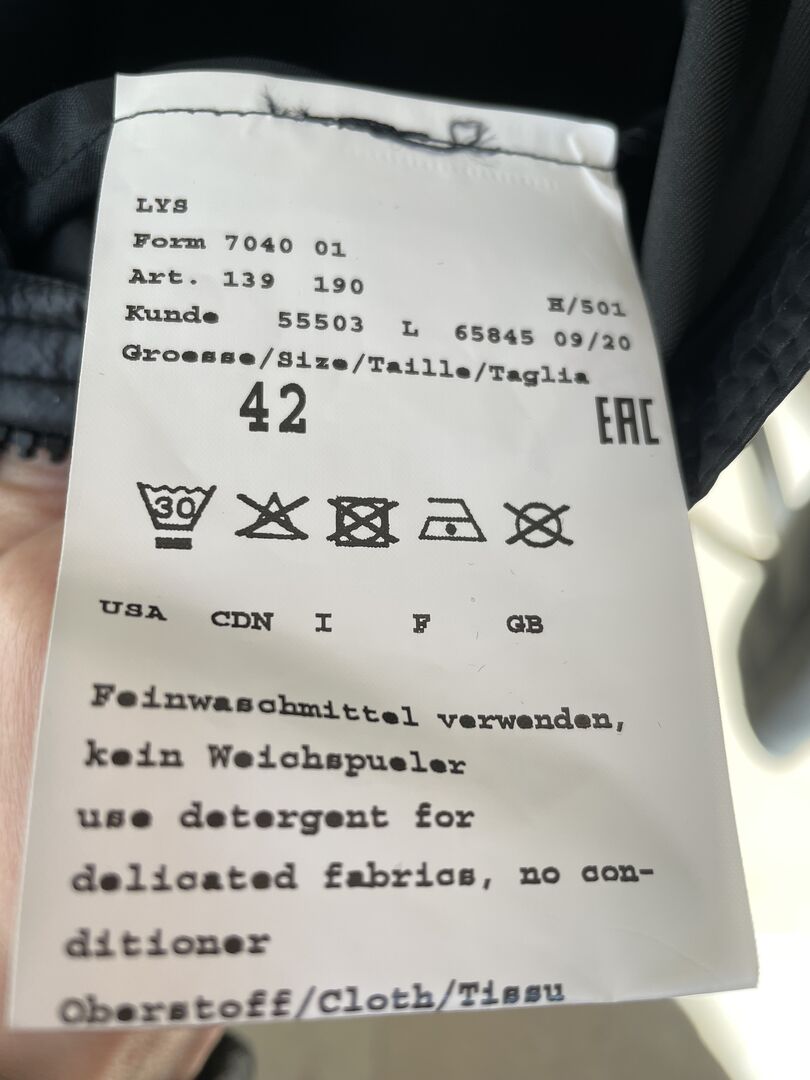 LYS
Form 7040 01
Art. 139 190 H/501
Kunde 55503 L 65845 09/20
Groesse/Size/Taille/Taglia
42 EAC
30
USA CDN I F GB
Feinwaschmittel verwenden,
kein Weichspueler
use detergent for
delicated fabrics, no con-
ditioner
Oberstoff/Cloth/Tissu